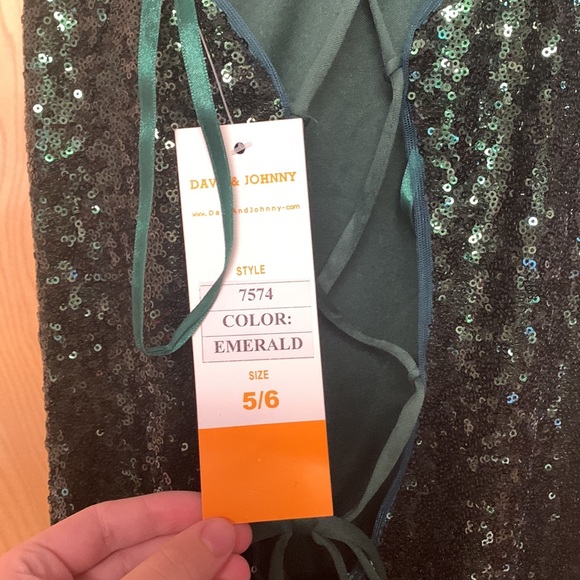 & JOHNNY
STYLE
7574
COLOR:
EMERALD
SIZE
5/6